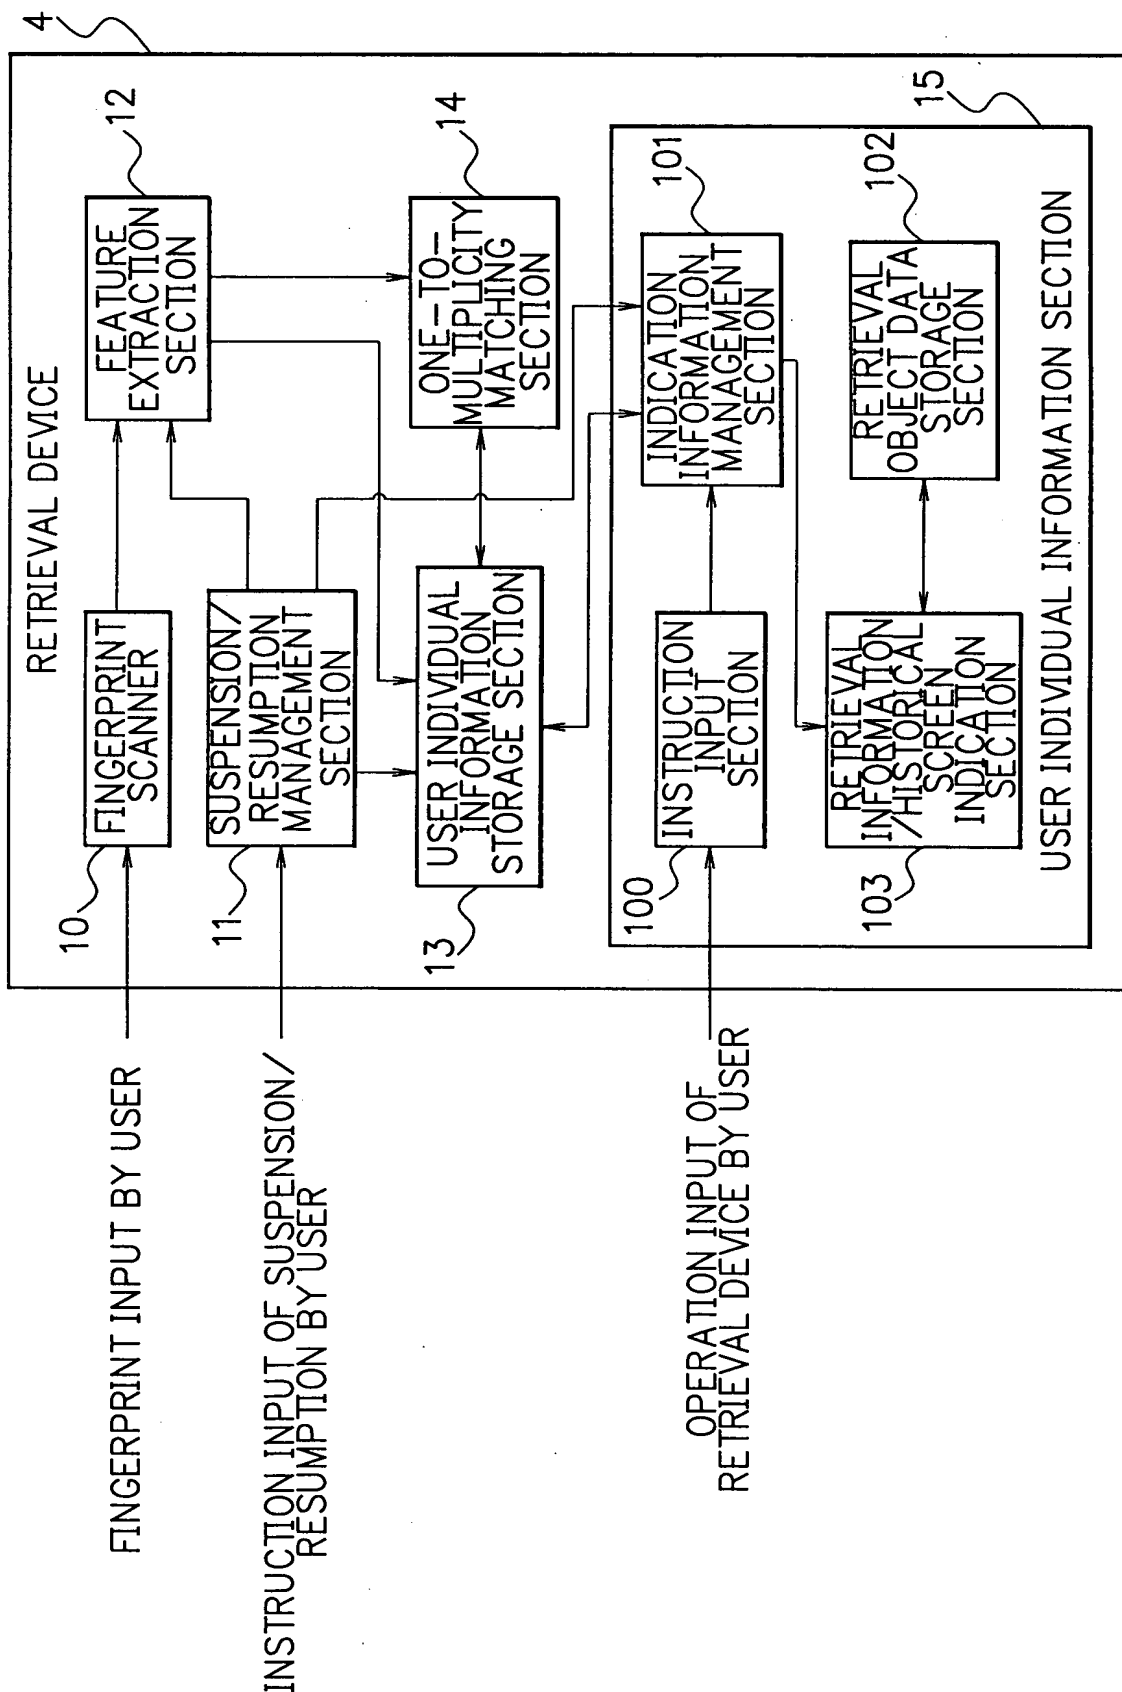 4
RETRIEVAL DEVICE
FINGERPRINT INPUT BY USER
10
FINGERPRINT
SCANNER
12
FEATURE
EXTRACTION
SECTION
INSTRUCTION INPUT OF SUSPENSION/
RESUMPTION BY USER
11
SUSPENSION/
RESUMPTION
MANAGEMENT
SECTION
13
USER INDIVIDUAL
INFORMATION
STORAGE SECTION
14
ONE-TO-
MULTIPLICITY
MATCHING
SECTION
OPERATION INPUT OF
RETRIEVAL DEVICE BY USER
100
INSTRUCTION
INPUT
SECTION
101
INDICATION
INFORMATION
MANAGEMENT
SECTION
15
103
RETRIEVAL
INFORMATION
/HISTORICAL
SCREEN
INDICATION
SECTION
102
RETRIEVAL
OBJECT DATA
STORAGE
SECTION
USER INDIVIDUAL INFORMATION SECTION